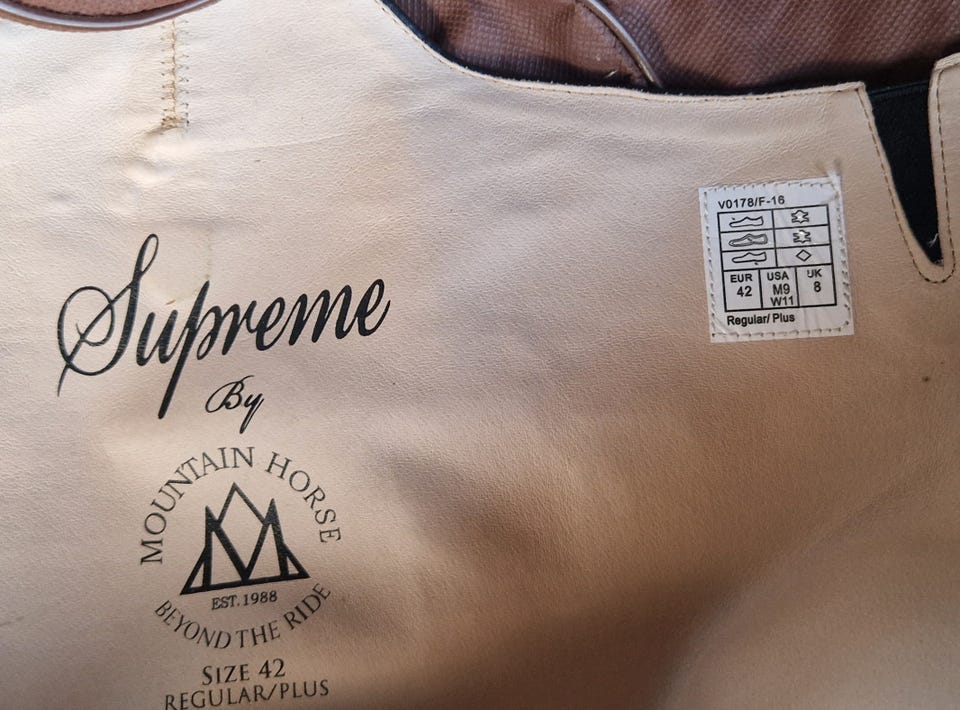 Supreme
By
MOUNTAIN HORSE
EST. 1988
BEYOND THE RIDE
SIZE 42
REGULAR/PLUS
V0178/F-16
EUR USA UK
42 M9 8
W11
Regular/ Plus